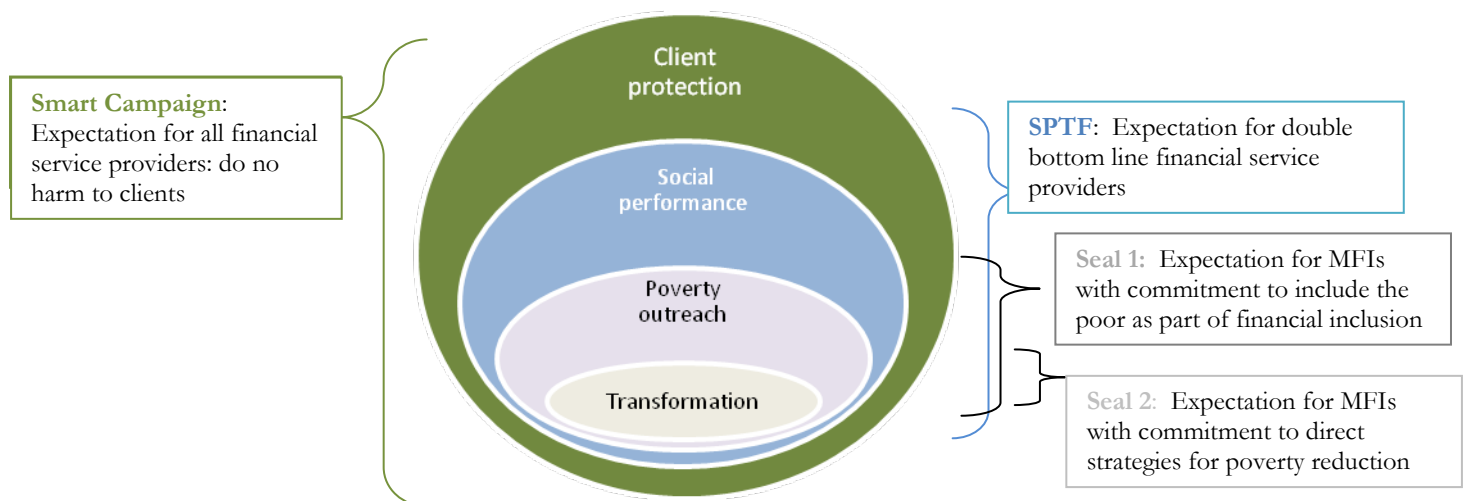 Smart Campaign:
Expectation for all financial
service providers: do no
harm to clients
Client
protection
Social
performance
Poverty
outreach
Transformation
SPTF: Expectation for double
bottom line financial service
providers
Seal 1: Expectation for MFIs
with commitment to include the
poor as part of financial inclusion
Seal 2: Expectation for MFIs
with commitment to direct
strategies for poverty reduction